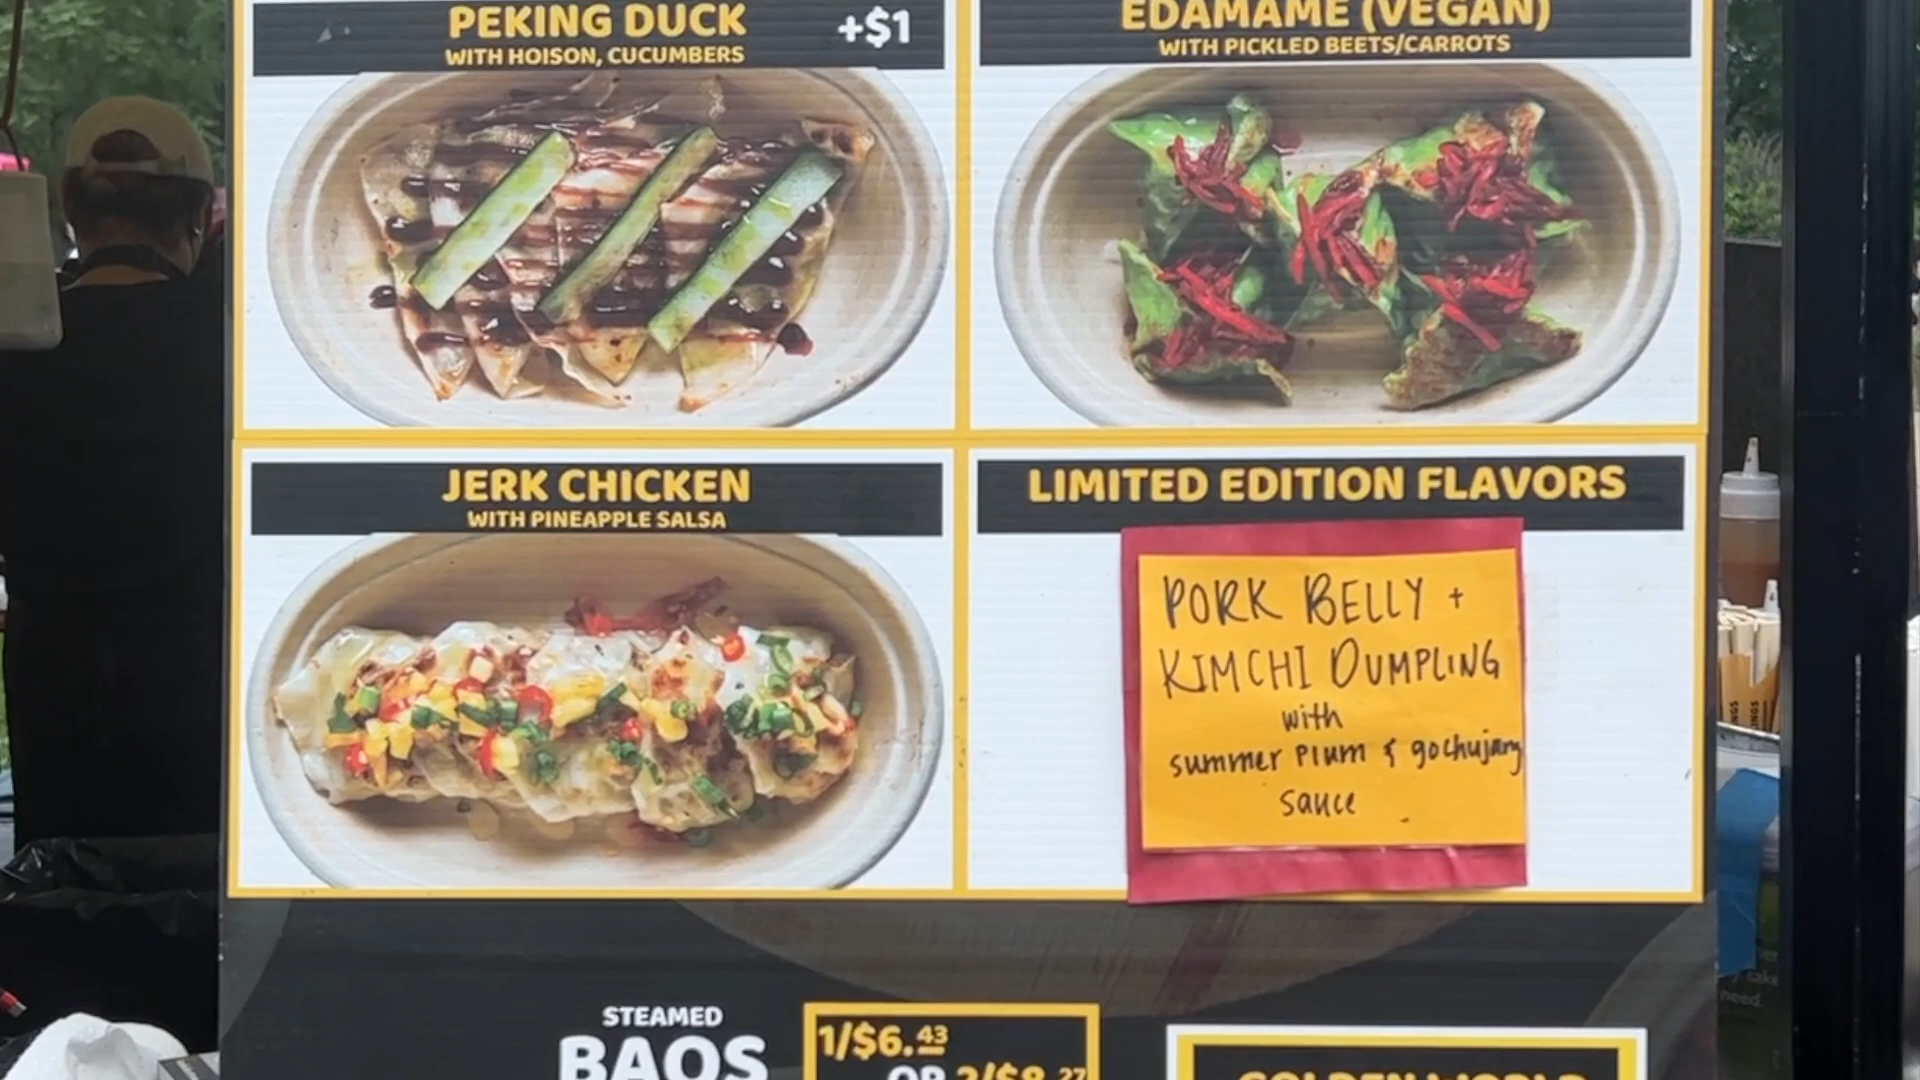 PEKING DUCK
+$1
WITH HOISON, CUCUMBERS
EDAMAME (VEGAN)
WITH PICKLED BEETS/CARROTS
JERK CHICKEN
WITH PINEAPPLE SALSA
LIMITED EDITION FLAVORS
PORK BELLY +
KIMCHI DUMPLING
with
summer plum & gochujang
sauce
STEAMED
BAOS
1/$6.43
OR 2/$8.27
GOLDEN WORLD